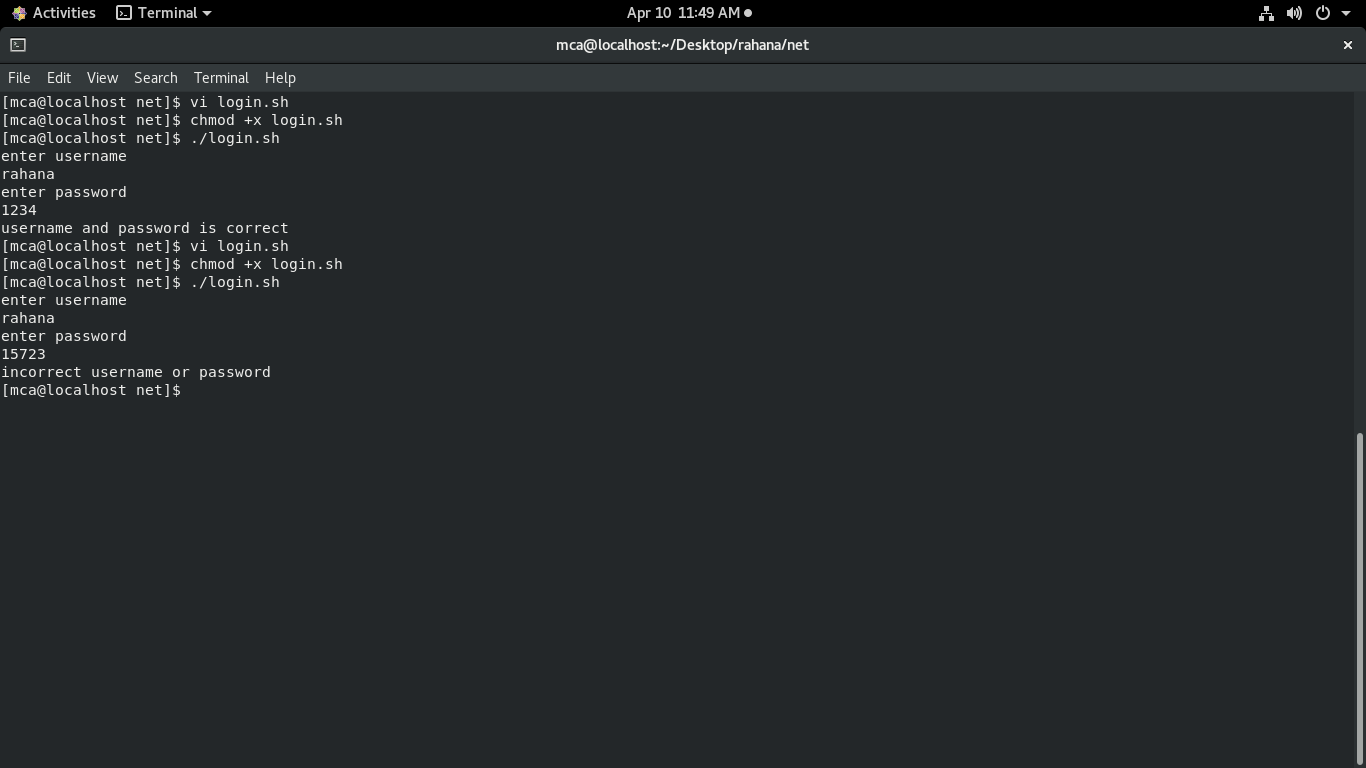 Activities Terminal Apr 10 11:49 AM
mca@localhost:~/Desktop/rahana/net
File Edit View Search Terminal Help
[mca@localhost net]$ vi login.sh
[mca@localhost net]$ chmod +x login.sh
[mca@localhost net]$ ./login.sh
enter username
rahana
enter password
1234
username and password is correct
[mca@localhost net]$ vi login.sh
[mca@localhost net]$ chmod +x login.sh
[mca@localhost net]$ ./login.sh
enter username
rahana
enter password
15723
incorrect username or password
[mca@localhost net]$